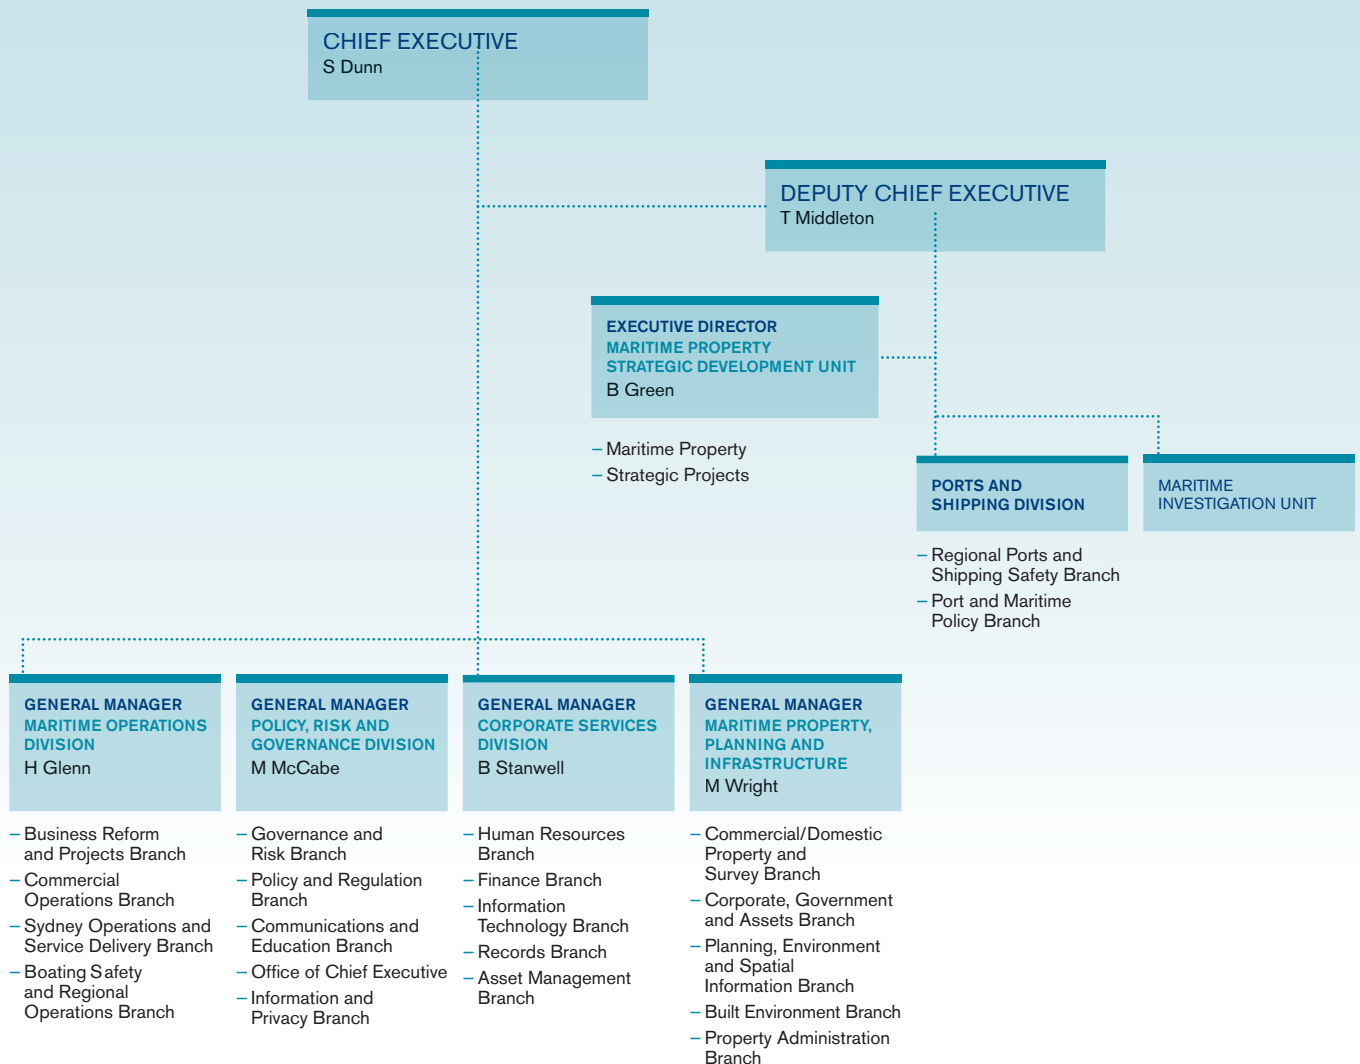 CHIEF EXECUTIVE
S Dunn
DEPUTY CHIEF EXECUTIVE
T Middleton
EXECUTIVE DIRECTOR
MARITIME PROPERTY
STRATEGIC DEVELOPMENT UNIT
B Green
– Maritime Property
– Strategic Projects
PORTS AND
SHIPPING DIVISION
– Regional Ports and
Shipping Safety Branch
– Port and Maritime
Policy Branch
MARITIME
INVESTIGATION UNIT
GENERAL MANAGER
MARITIME OPERATIONS
DIVISION
H Glenn
– Business Reform
and Projects Branch
– Commercial
Operations Branch
– Sydney Operations and
Service Delivery Branch
– Boating Safety
and Regional
Operations Branch
GENERAL MANAGER
POLICY, RISK AND
GOVERNANCE DIVISION
M McCabe
– Governance and
Risk Branch
– Policy and Regulation
Branch
– Communications and
Education Branch
– Office of Chief Executive
– Information and
Privacy Branch
GENERAL MANAGER
CORPORATE SERVICES
DIVISION
B Stanwell
– Human Resources
Branch
– Finance Branch
– Information
Technology Branch
– Records Branch
– Asset Management
Branch
GENERAL MANAGER
MARITIME PROPERTY,
PLANNING AND
INFRASTRUCTURE
M Wright
– Commercial/Domestic
Property and
Survey Branch
– Corporate, Government
and Assets Branch
– Planning, Environment
and Spatial
Information Branch
– Built Environment Branch
– Property Administration
Branch